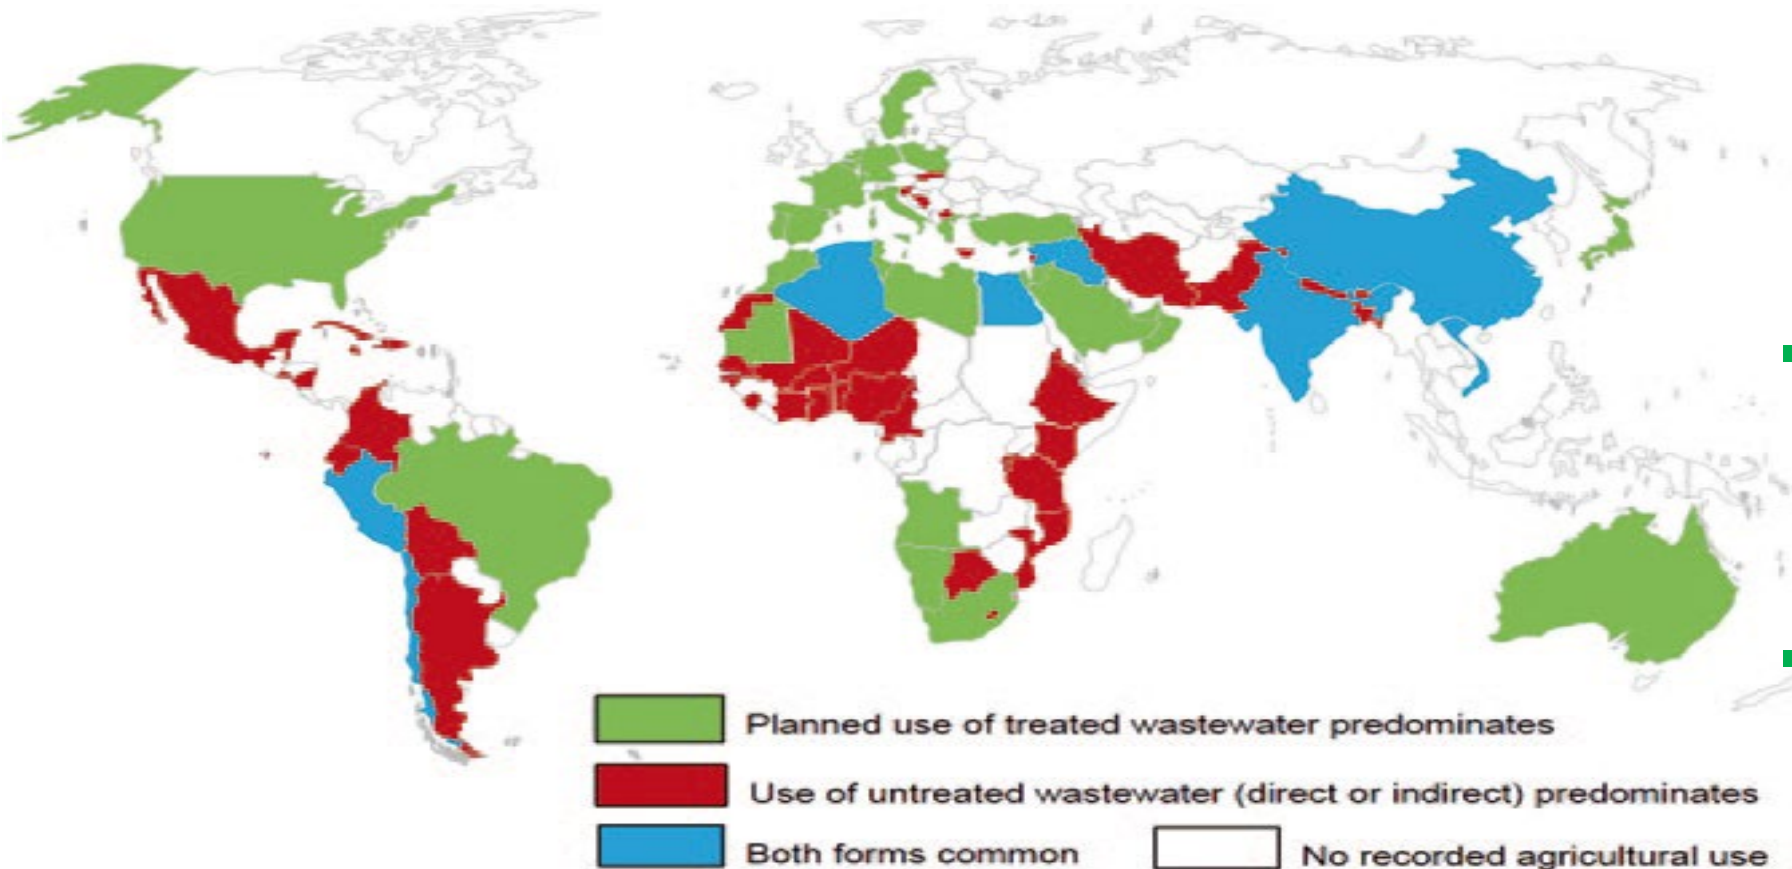 Planned use of treated wastewater predominates
Use of untreated wastewater (direct or indirect) predominates
Both forms common
No recorded agricultural use